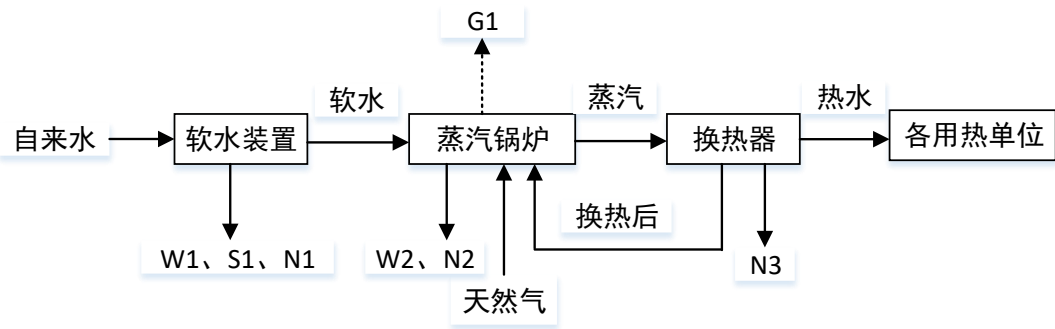 G1
软水
蒸汽
热水
自来水
软水装置
蒸汽锅炉
换热器
各用热单位
换热后
W1、S1、N1
W2、N2
N3
天然气